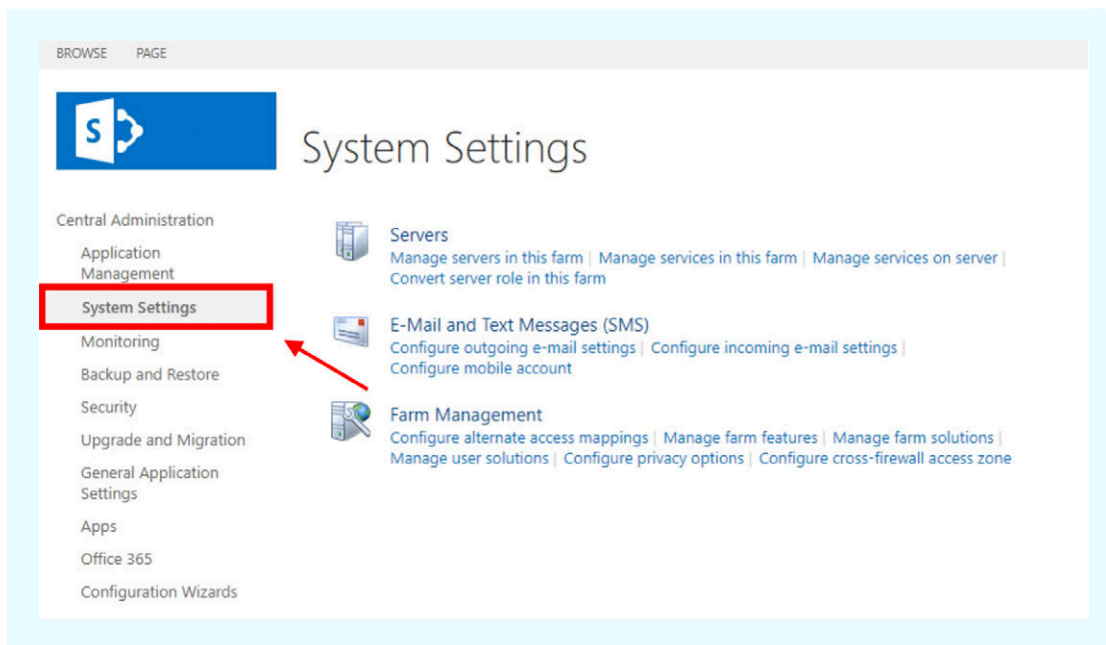 BROWSE PAGE
S
System Settings
Central Administration
Application
Management
System Settings
Monitoring
Backup and Restore
Security
Upgrade and Migration
General Application
Settings
Apps
Office 365
Configuration Wizards
Servers
Manage servers in this farm | Manage services in this farm | Manage services on server |
Convert server role in this farm
E-Mail and Text Messages (SMS)
Configure outgoing e-mail settings | Configure incoming e-mail settings |
Configure mobile account
Farm Management
Configure alternate access mappings | Manage farm features | Manage farm solutions |
Manage user solutions | Configure privacy options | Configure cross-firewall access zone